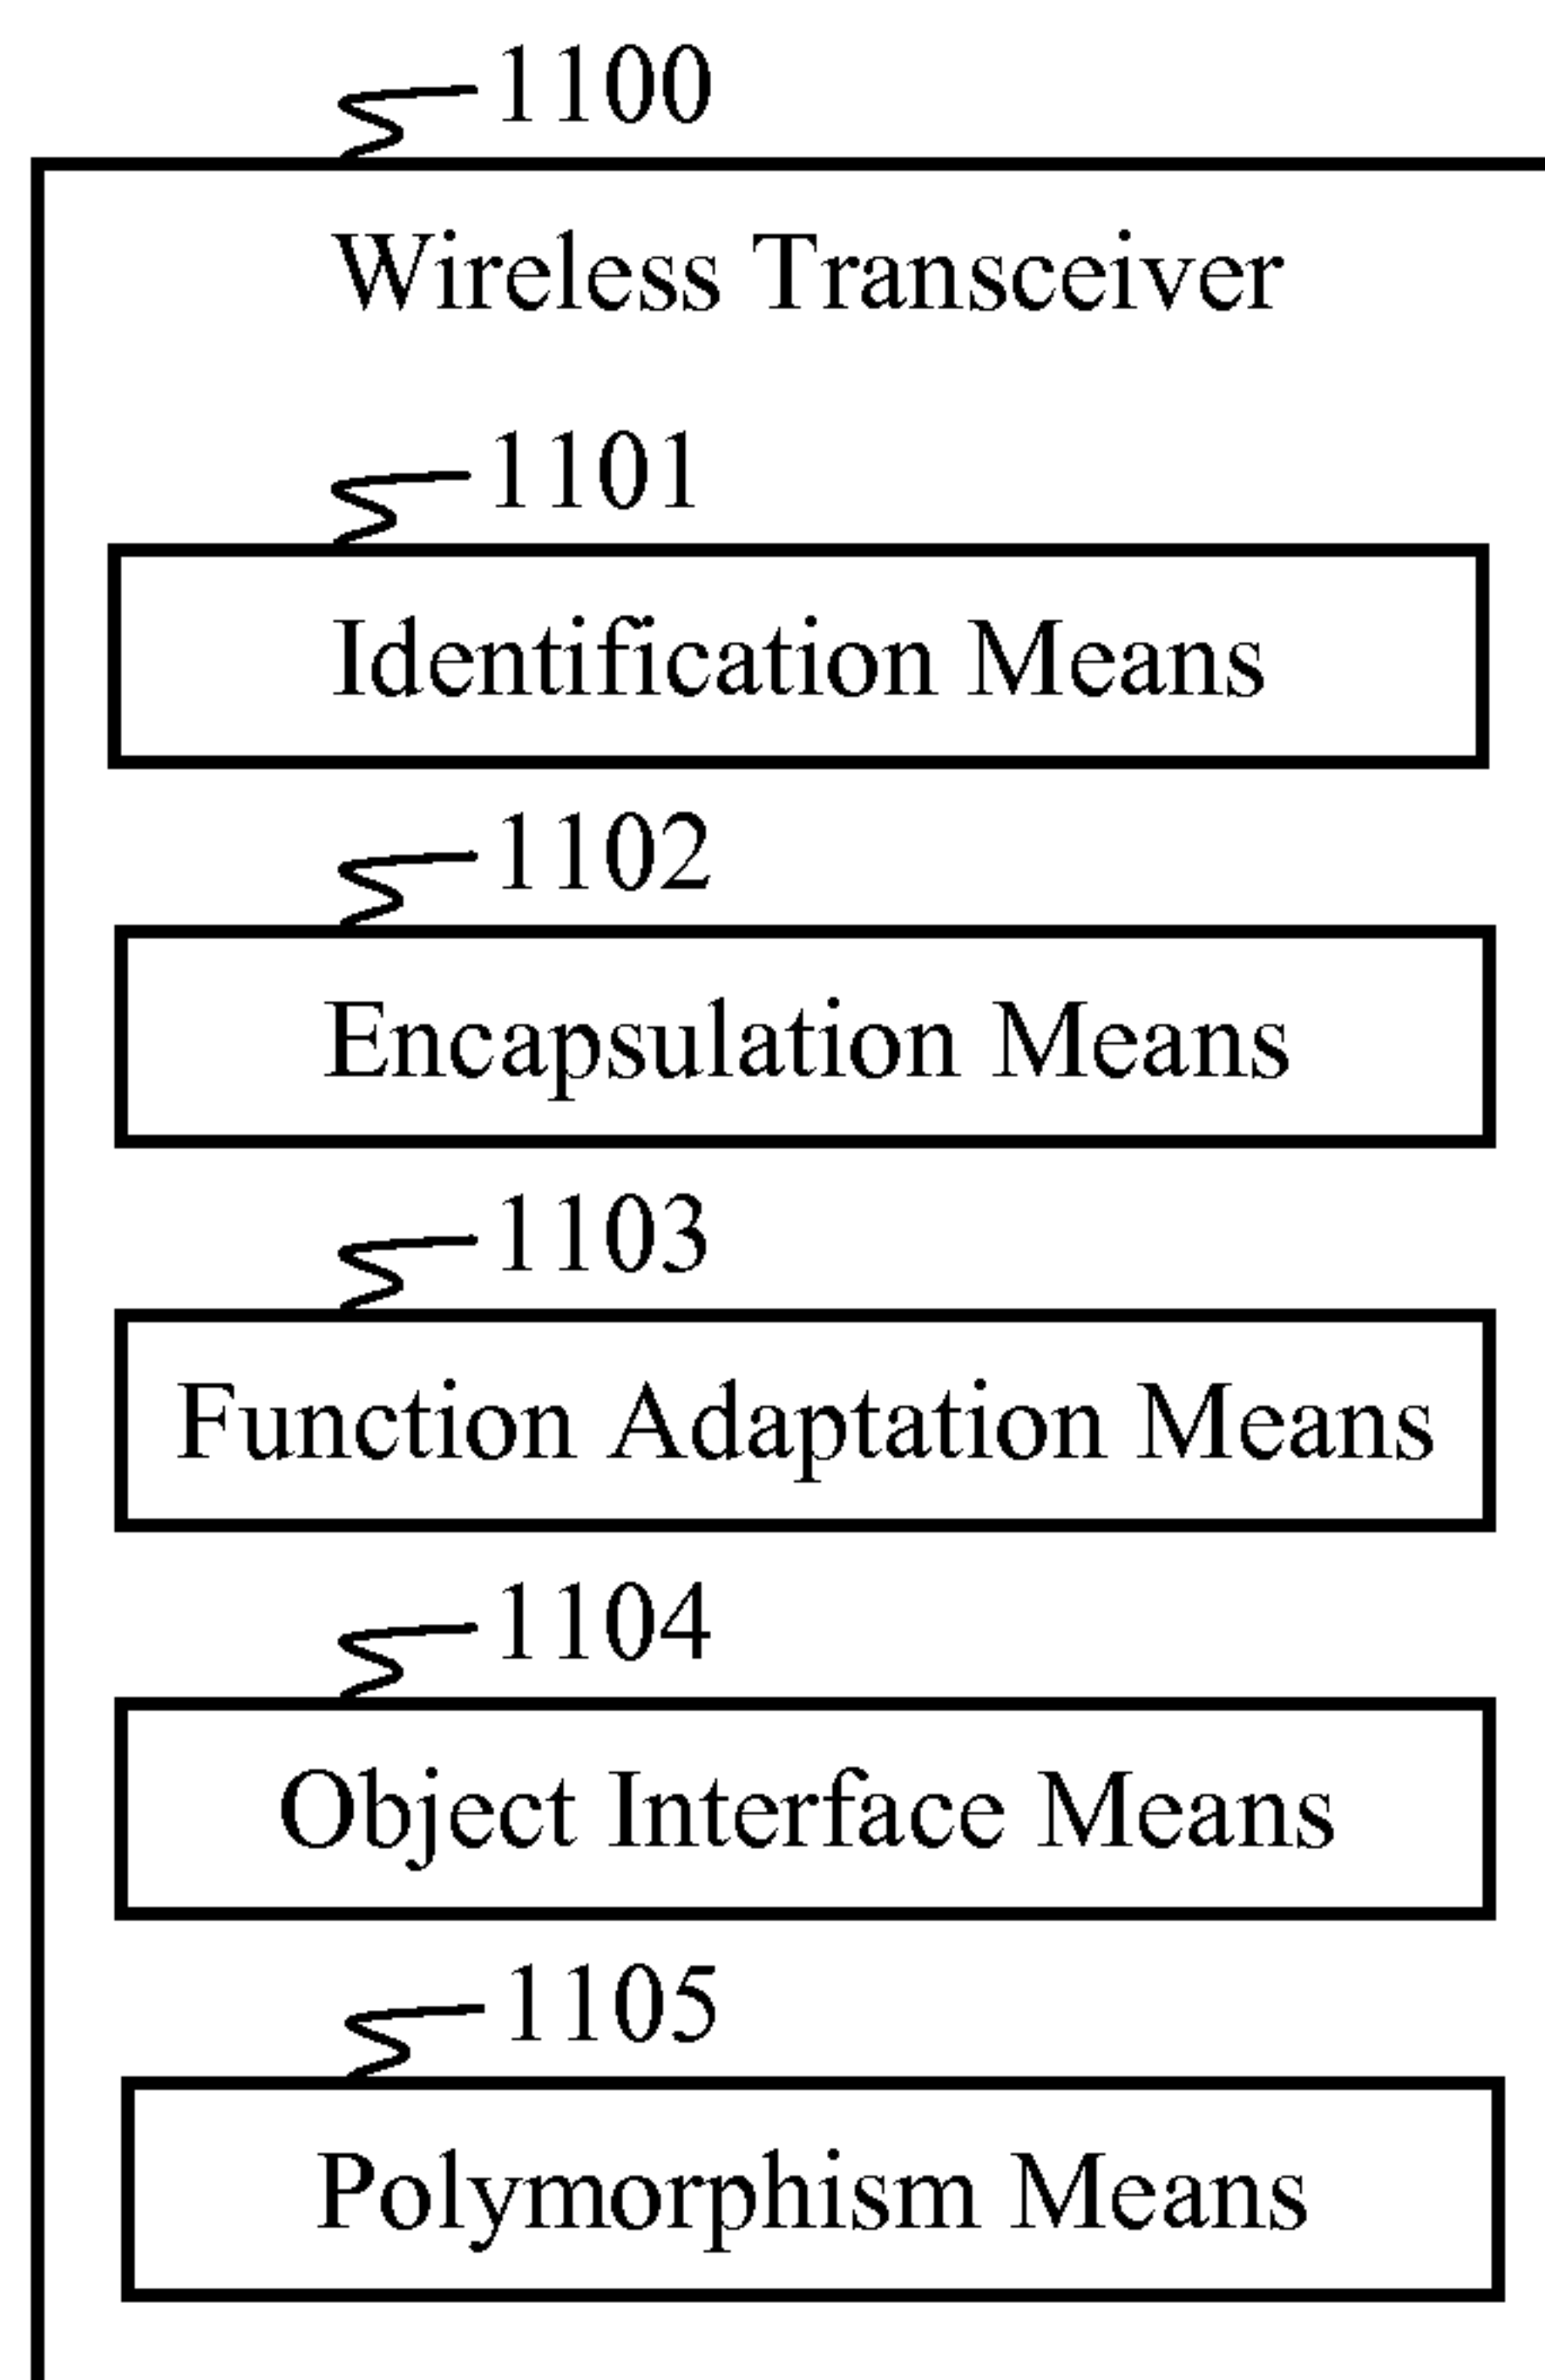 1100
Wireless Transceiver
1101
Identification Means
1102
Encapsulation Means
1103
Function Adaptation Means
1104
Object Interface Means
1105
Polymorphism Means